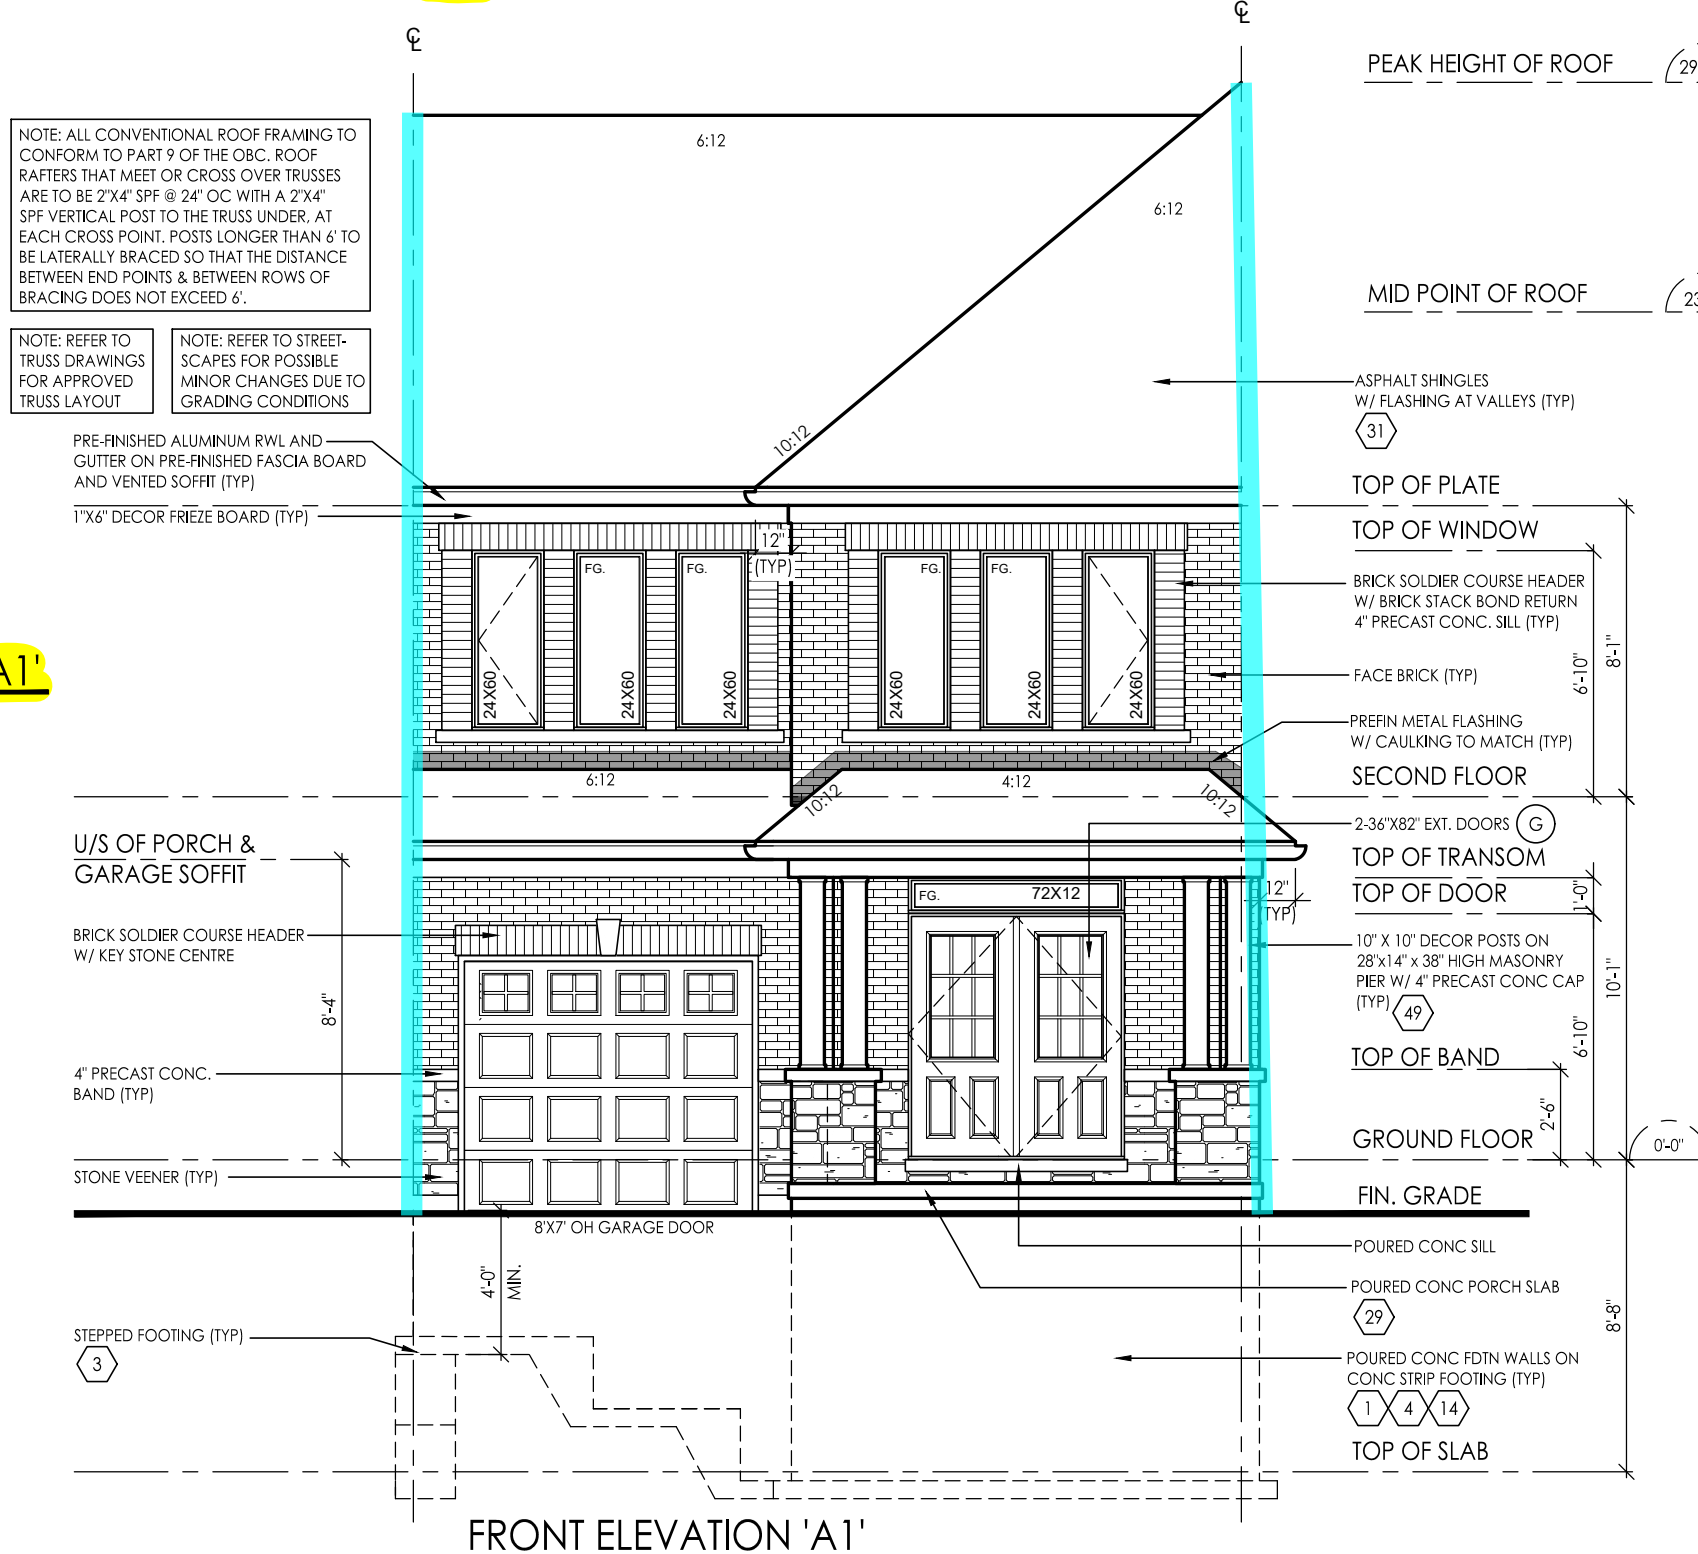 ℄
℄
PEAK HEIGHT OF ROOF
29
NOTE: ALL CONVENTIONAL ROOF FRAMING TO
CONFORM TO PART 9 OF THE OBC. ROOF
RAFTERS THAT MEET OR CROSS OVER TRUSSES
ARE TO BE 2"X4" SPF @ 24" OC WITH A 2"X4"
SPF VERTICAL POST TO THE TRUSS UNDER, AT
EACH CROSS POINT. POSTS LONGER THAN 6' TO
BE LATERALLY BRACED SO THAT THE DISTANCE
BETWEEN END POINTS & BETWEEN ROWS OF
BRACING DOES NOT EXCEED 6'.
6:12
6:12
MID POINT OF ROOF
23
NOTE: REFER TO
TRUSS DRAWINGS
FOR APPROVED
TRUSS LAYOUT
NOTE: REFER TO STREET-
SCAPES FOR POSSIBLE
MINOR CHANGES DUE TO
GRADING CONDITIONS
ASPHALT SHINGLES
W/ FLASHING AT VALLEYS (TYP)
31
PRE-FINISHED ALUMINUM RWL AND
GUTTER ON PRE-FINISHED FASCIA BOARD
AND VENTED SOFFIT (TYP)
10:12
TOP OF PLATE
1"X6" DECOR FRIEZE BOARD (TYP)
TOP OF WINDOW
12"
(TYP)
FG.
FG.
FG.
FG.
BRICK SOLDIER COURSE HEADER
W/ BRICK STACK BOND RETURN
4" PRECAST CONC. SILL (TYP)
6'-10"
8'-1"
A1'
24X60
24X60
24X60
24X60
24X60
24X60
FACE BRICK (TYP)
PREFIN METAL FLASHING
W/ CAULKING TO MATCH (TYP)
6:12
4:12
10:12
10:12
SECOND FLOOR
2-36"X82" EXT. DOORS
G
U/S OF PORCH &
GARAGE SOFFIT
TOP OF TRANSOM
FG.
72X12
12"
(TYP)
TOP OF DOOR
1'-0"
BRICK SOLDIER COURSE HEADER
W/ KEY STONE CENTRE
10" X 10" DECOR POSTS ON
28"x14" x 38" HIGH MASONRY
PIER W/ 4" PRECAST CONC CAP
(TYP)
49
8'-4"
10'-1"
6'-10"
TOP OF BAND
4" PRECAST CONC.
BAND (TYP)
2'-6"
GROUND FLOOR
0'-0"
STONE VEENER (TYP)
FIN. GRADE
8'X7' OH GARAGE DOOR
POURED CONC SILL
4'-0"
MIN.
POURED CONC PORCH SLAB
29
8'-8"
STEPPED FOOTING (TYP)
3
POURED CONC FDTN WALLS ON
CONC STRIP FOOTING (TYP)
1
4
14
TOP OF SLAB
FRONT ELEVATION 'A1'